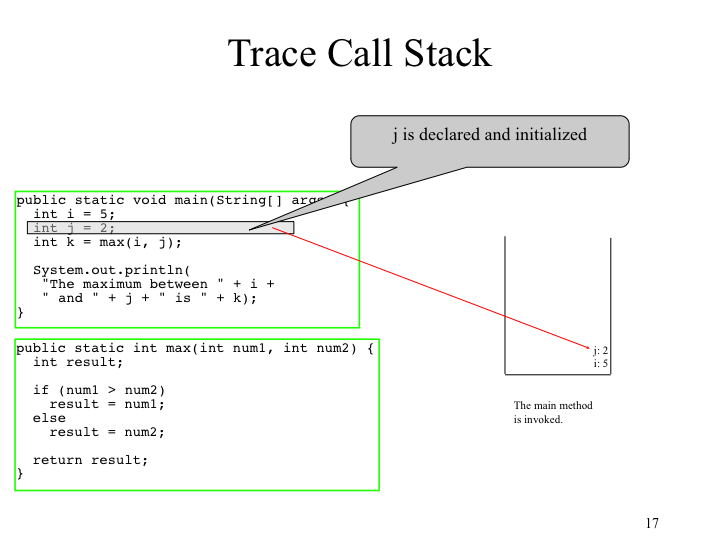 Trace Call Stack
j is declared and initialized
public static void main(String[] args) {
int i = 5;
int j = 2;
int k = max(i, j);
System.out.println(
"The maximum between " + i +
" and " + j + " is " + k);
}
public static int max(int num1, int num2) {
int result;
if (num1 > num2)
result = num1;
else
result = num2;
return result;
}
j: 2
i: 5
The main method
is invoked.
17